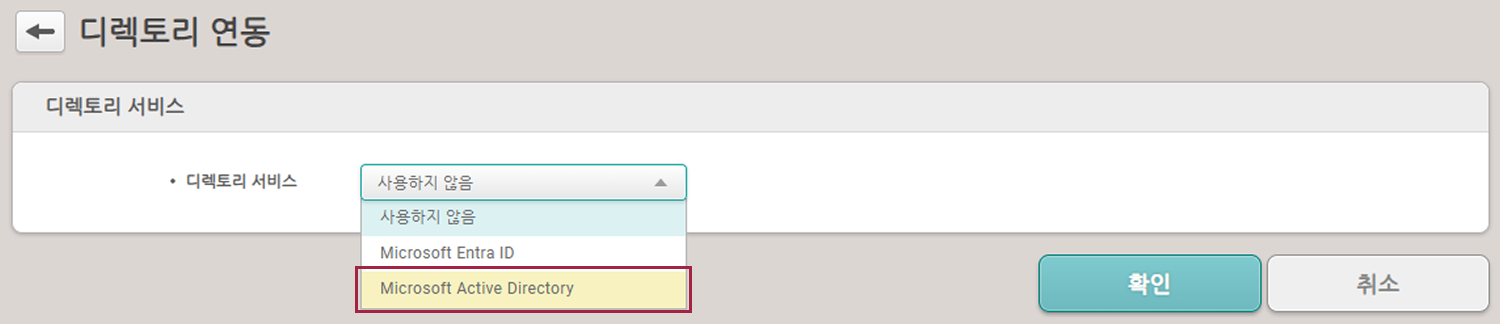 디렉토리 연동
디렉토리 서비스
• 디렉토리 서비스
사용하지 않음
사용하지 않음
Microsoft Entra ID
Microsoft Active Directory
확인
취소